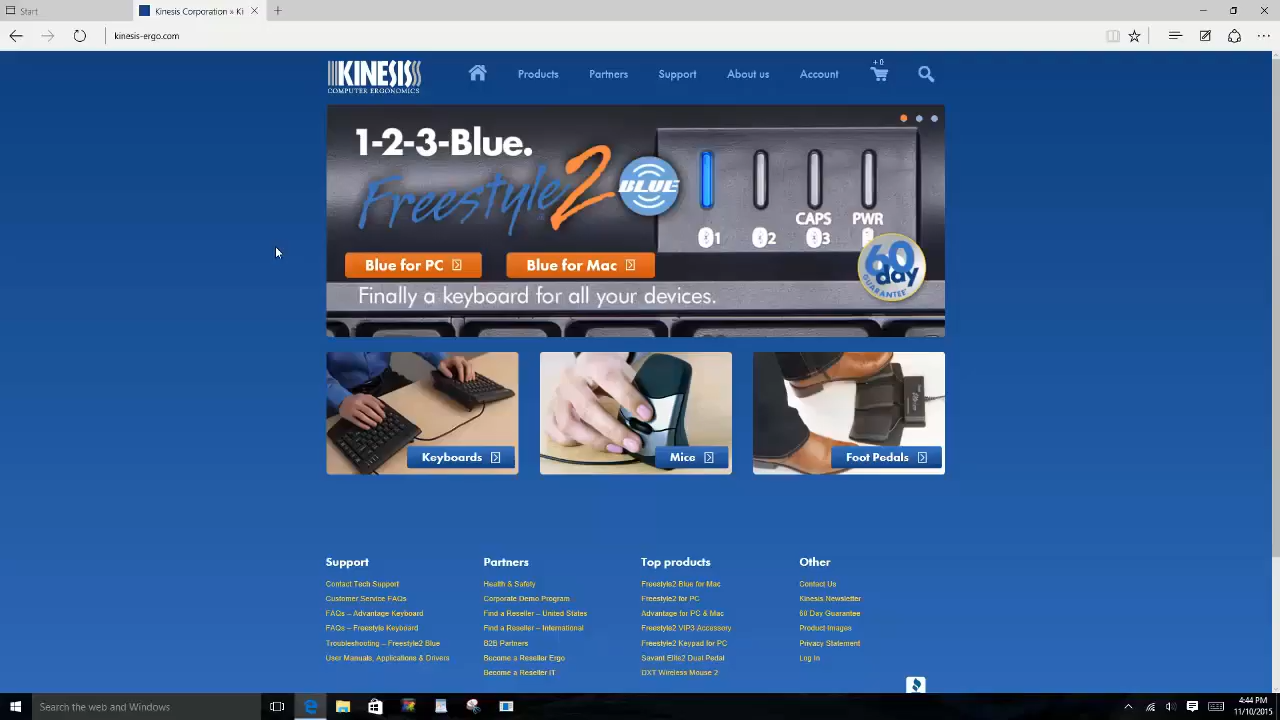 Start
Kinesis Corporation » Ki
kinesis-ergo.com
KINESIS
COMPUTER ERGONOMICS
Products
Partners
Support
About us
Account
+ 0
1-2-3-Blue.
Freestyle2 BLUE
CAPS
PWR
1
2
3
Blue for PC
Blue for Mac
60 day
GUARANTEE
Finally a keyboard for all your devices.
Keyboards
Mice
Foot Pedals
Support
Contact Tech Support
Customer Service FAQs
FAQs – Advantage Keyboard
FAQs – Freestyle Keyboard
Troubleshooting – Freestyle2 Blue
User Manuals, Applications & Drivers
Partners
Health & Safety
Corporate Demo Program
Find a Reseller – United States
Find a Reseller – International
B2B Partners
Become a Reseller Ergo
Become a Reseller IT
Top products
Freestyle2 Blue for Mac
Freestyle2 for PC
Advantage for PC & Mac
Freestyle2 VIP3 Accessory
Freestyle2 Keypad for PC
Savant Elite2 Dual Pedal
DXT Wireless Mouse 2
Other
Contact Us
Kinesis Newsletter
60 Day Guarantee
Product Images
Privacy Statement
Log In
Search the web and Windows
4:44 PM
11/10/2015